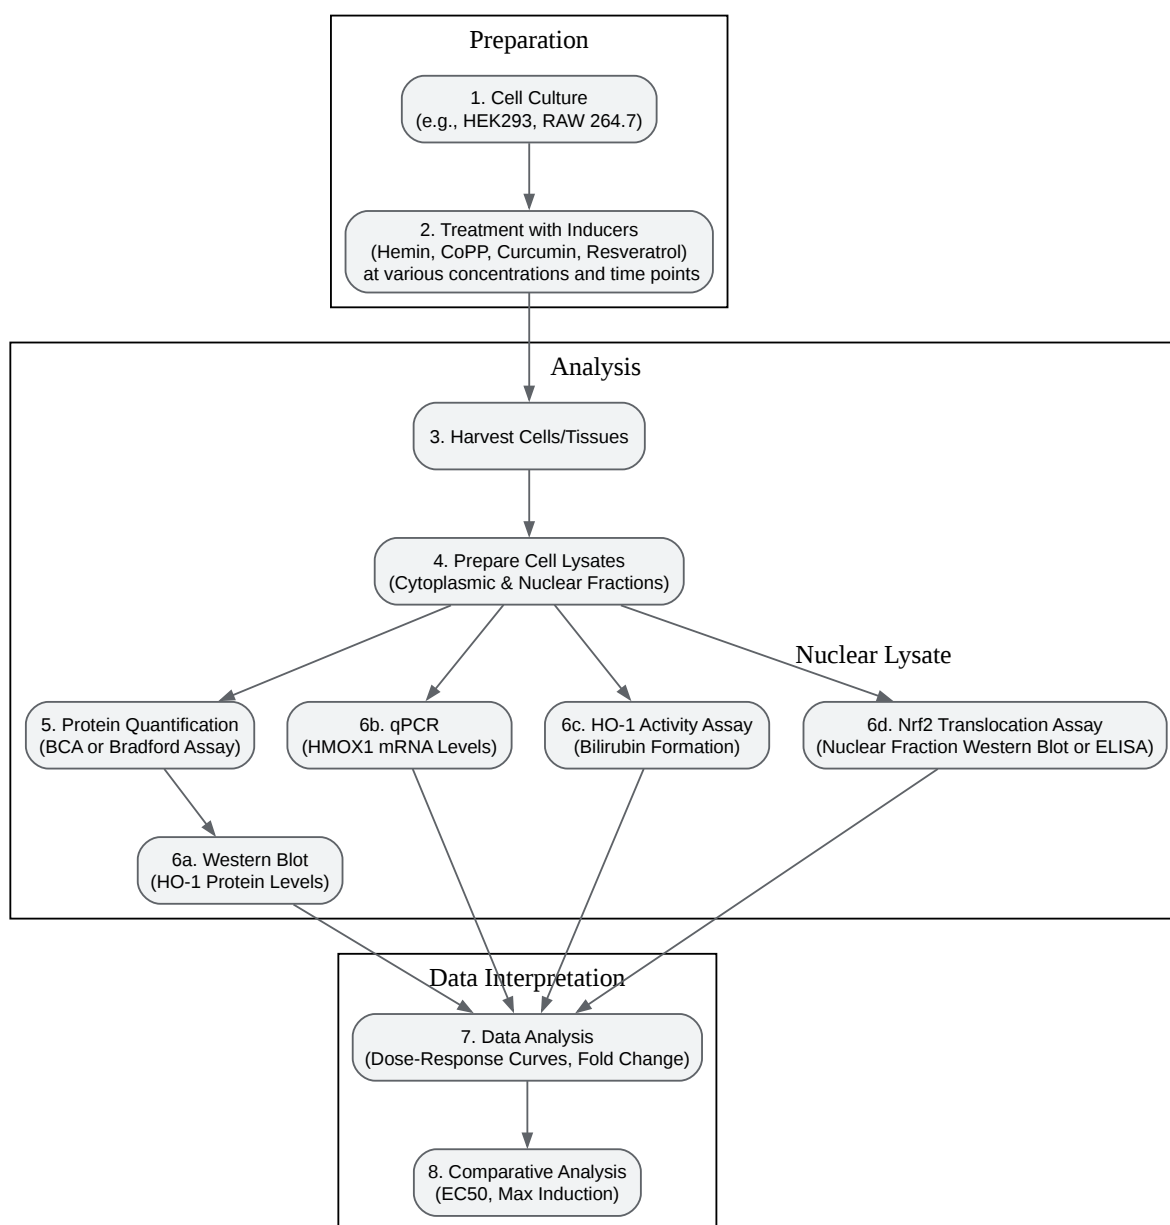 Preparation
1. Cell Culture
(e.g., HEK293, RAW 264.7)
2. Treatment with Inducers
(Hemin, CoPP, Curcumin, Resveratrol)
at various concentrations and time points
Analysis
3. Harvest Cells/Tissues
4. Prepare Cell Lysates
(Cytoplasmic & Nuclear Fractions)
Nuclear Lysate
5. Protein Quantification
(BCA or Bradford Assay)
6b. qPCR
(HMOX1 mRNA Levels)
6c. HO-1 Activity Assay
(Bilirubin Formation)
6d. Nrf2 Translocation Assay
(Nuclear Fraction Western Blot or ELISA)
6a. Western Blot
(HO-1 Protein Levels)
Data Interpretation
7. Data Analysis
(Dose-Response Curves, Fold Change)
8. Comparative Analysis
(EC50, Max Induction)